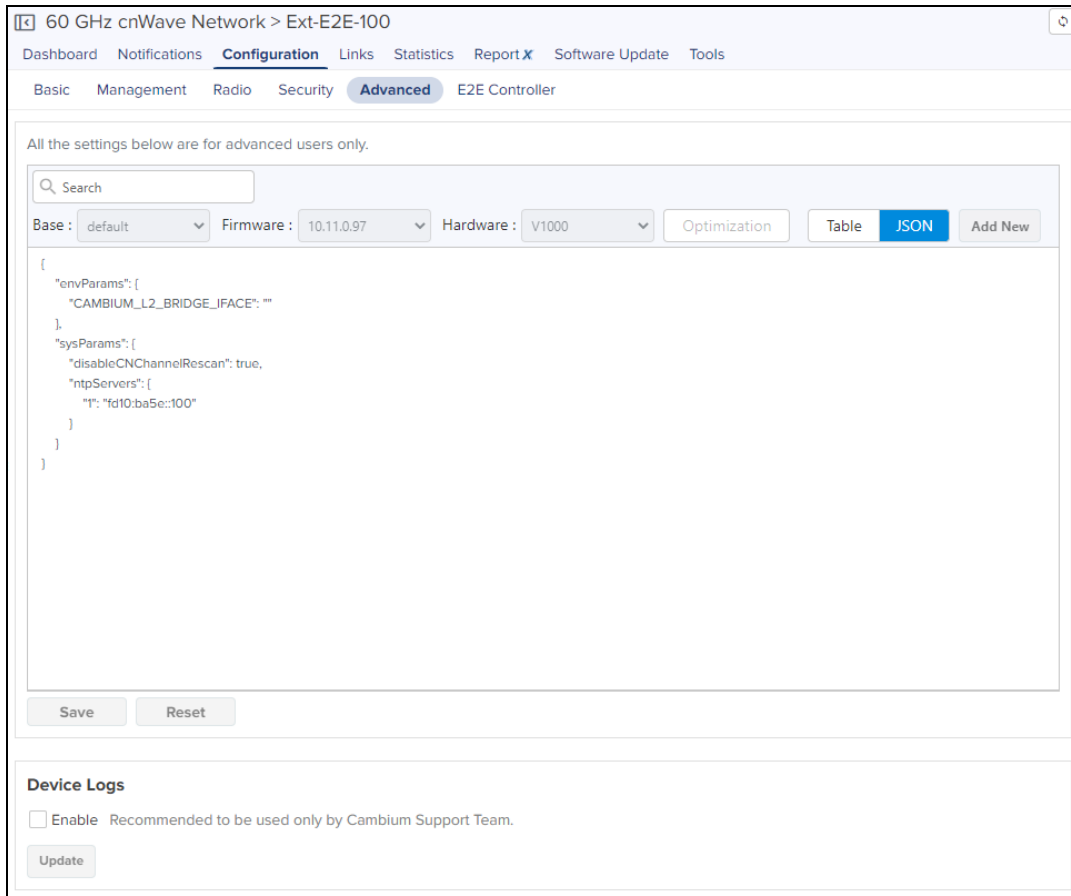 60 GHz cnWave Network > Ext-E2E-100
Dashboard Notifications Configuration Links Statistics Report X Software Update Tools
Basic Management Radio Security Advanced E2E Controller
All the settings below are for advanced users only.
Search
Base : default Firmware : 10.11.0.97 Hardware : V1000 Optimization Table JSON Add New
{
"envParams": {
"CAMBIUM_L2_BRIDGE_IFACE": ""
},
"sysParams": {
"disableCNChannelRescan": true,
"ntpServers": {
"1": "fd10:ba5e::100"
}
}
}
Save Reset
Device Logs
Enable Recommended to be used only by Cambium Support Team.
Update